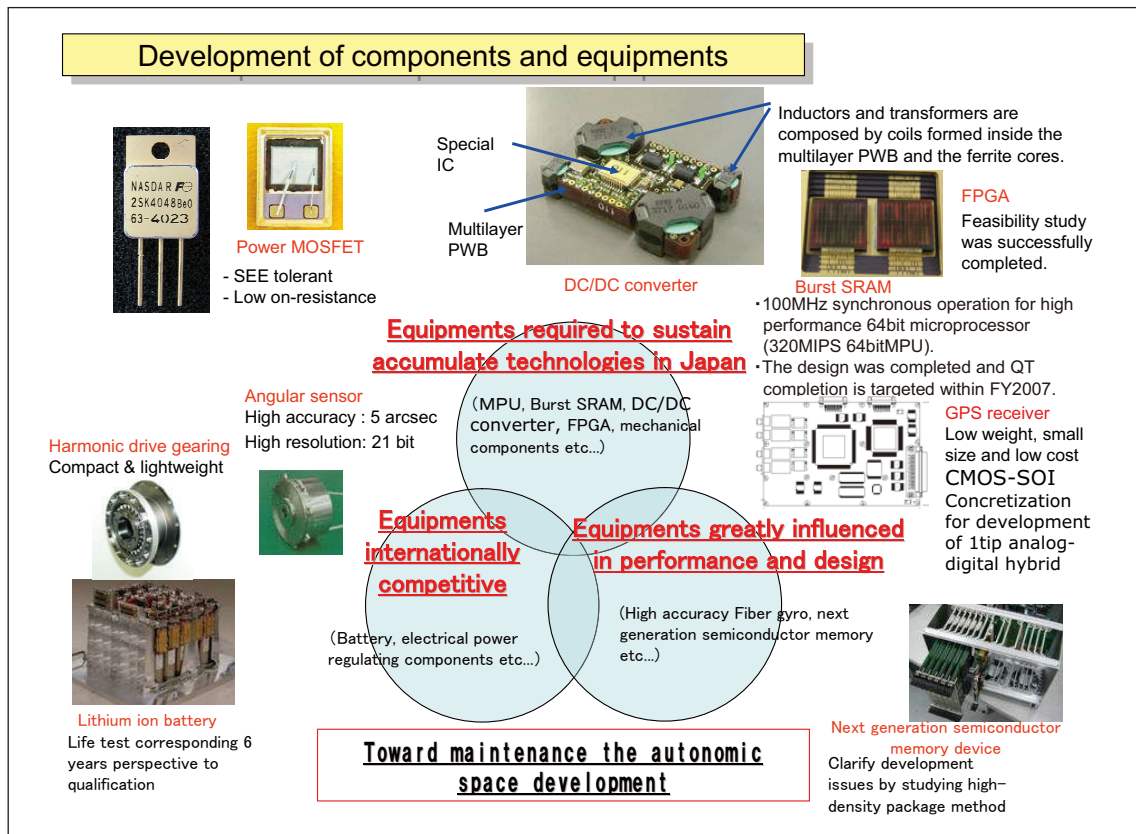 Development of components and equipments
NASDA R F
2SK4048Be0
63-4023
Power MOSFET
- SEE tolerant
- Low on-resistance
Special
IC
Multilayer
PWB
DC/DC converter
Inductors and transformers are
composed by coils formed inside the
multilayer PWB and the ferrite cores.
FPGA
Feasibility study
was successfully
completed.
Burst SRAM
・100MHz synchronous operation for high
performance 64bit microprocessor
(320MIPS 64bitMPU).
・The design was completed and QT
completion is targeted within FY2007.
Equipments required to sustain
accumulate technologies in Japan
(MPU, Burst SRAM, DC/DC
converter, FPGA, mechanical
components etc...)
Angular sensor
High accuracy : 5 arcsec
High resolution: 21 bit
Harmonic drive gearing
Compact & lightweight
GPS receiver
Low weight, small
size and low cost
CMOS-SOI
Concretization
for development
of 1tip analog-
digital hybrid
Equipments
internationally
competitive
(Battery, electrical power
regulating components etc...)
Equipments greatly influenced
in performance and design
(High accuracy Fiber gyro, next
generation semiconductor memory
etc...)
Lithium ion battery
Life test corresponding 6
years perspective to
qualification
Next generation semiconductor
memory device
Clarify development
issues by studying high-
density package method
Toward maintenance the autonomic
space development